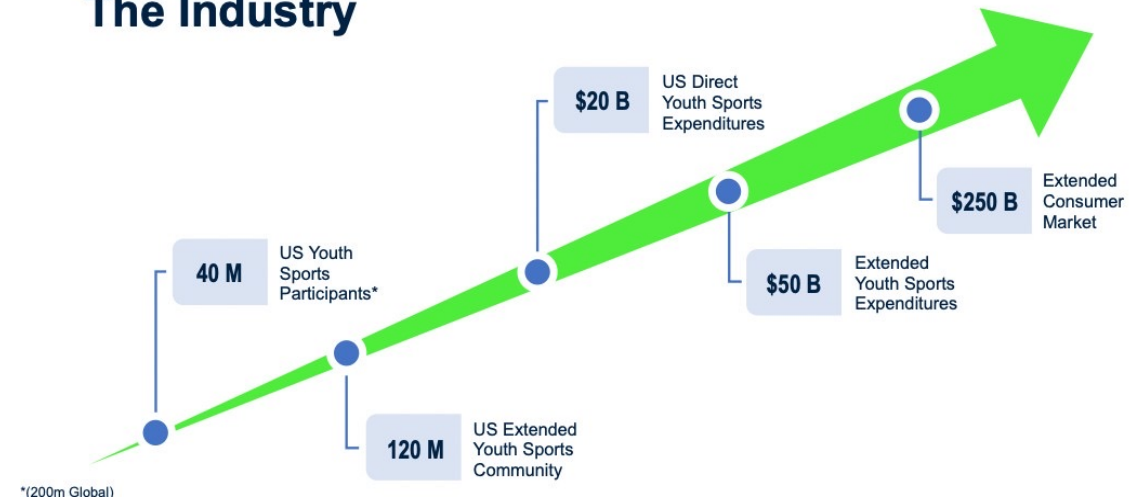 The Industry
$20 B
US Direct
Youth Sports
Expenditures
$250 B
Extended
Consumer
Market
40 M
US Youth
Sports
Participants*
$50 B
Extended
Youth Sports
Expenditures
120 M
US Extended
Youth Sports
Community
*(200m Global)